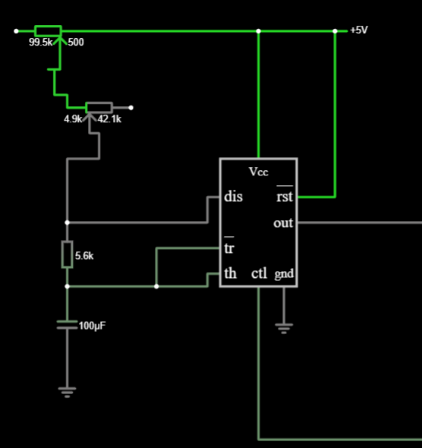 +5V
99.5k 500
4.9k 42.1k
Vcc
dis rst
out
tr
5.6k
th ctl gnd
100µF